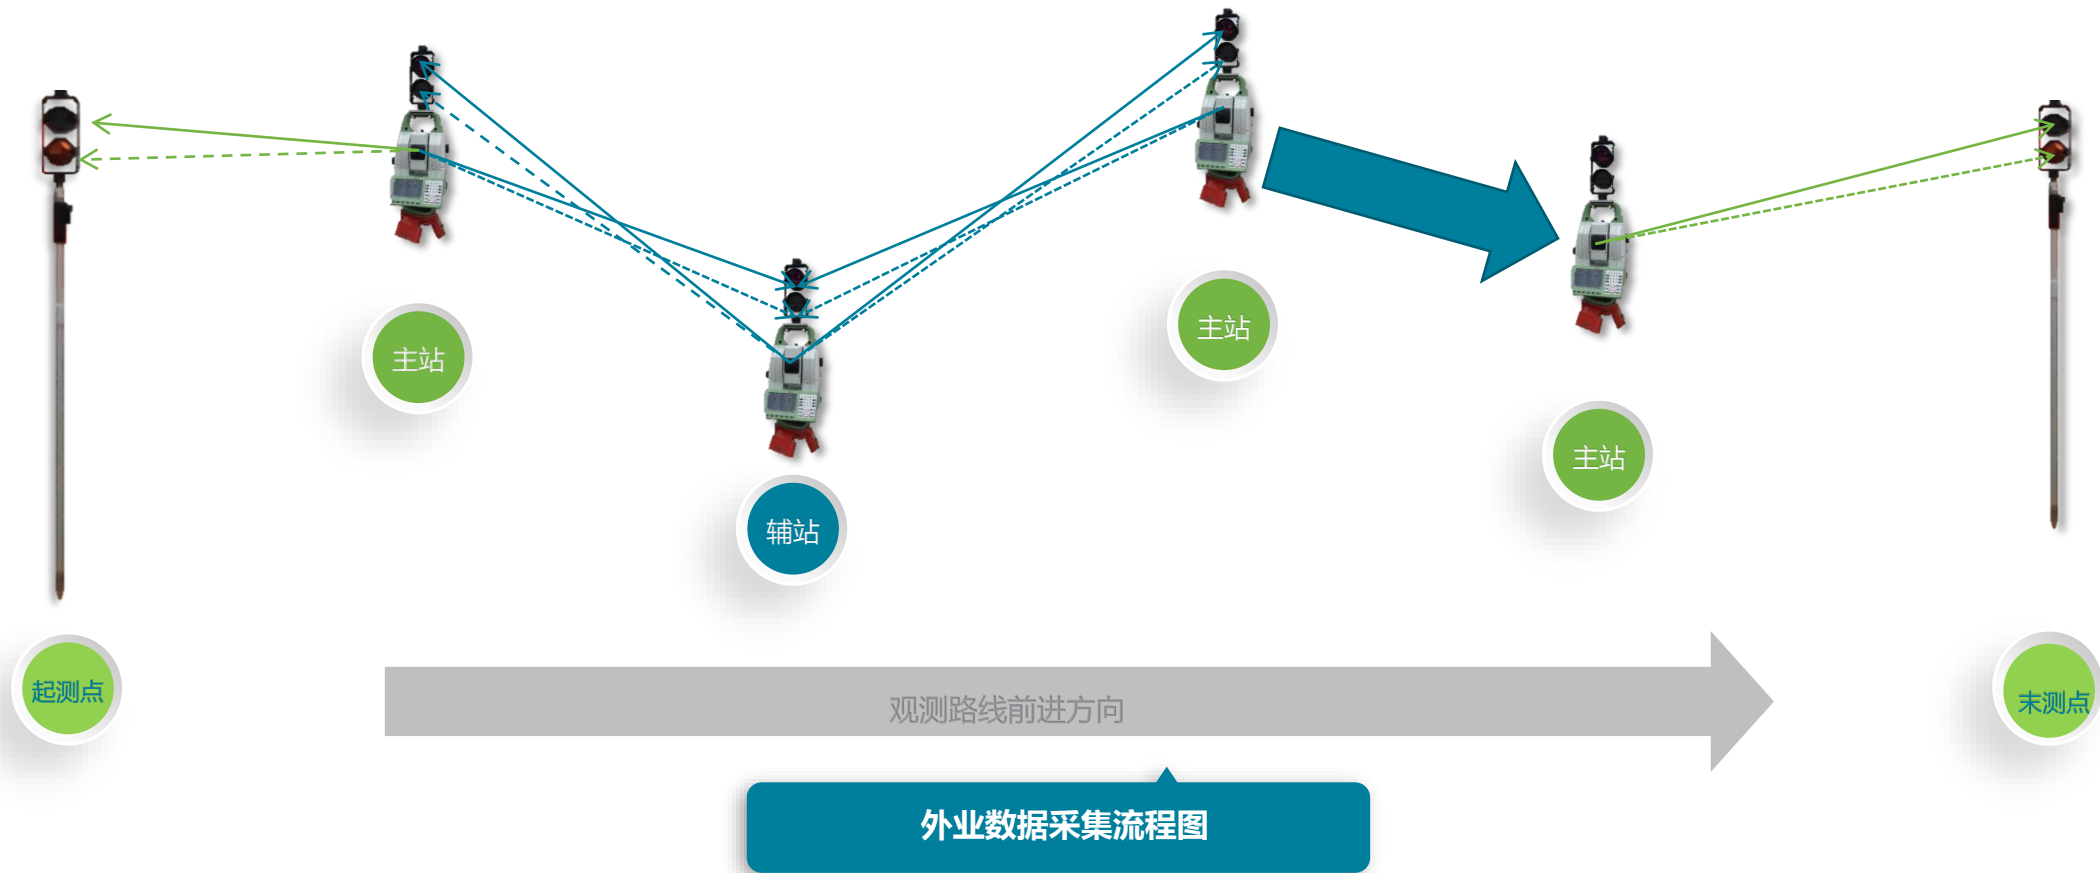 主站
主站
主站
辅站
起测点
末测点
观测路线前进方向
外业数据采集流程图